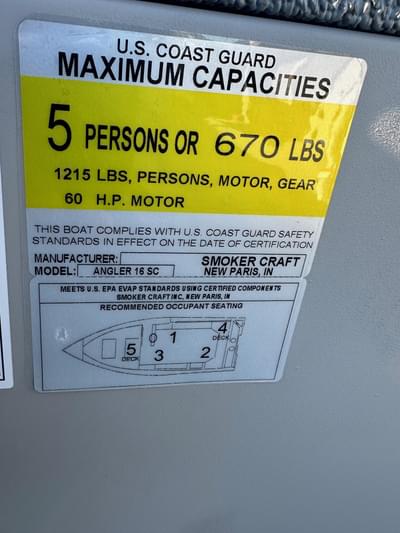 U.S. COAST GUARD
MAXIMUM CAPACITIES
5 PERSONS OR 670 LBS
1215 LBS, PERSONS, MOTOR, GEAR
60 H.P. MOTOR
THIS BOAT COMPLIES WITH U.S. COAST GUARD SAFETY
STANDARDS IN EFFECT ON THE DATE OF CERTIFICATION
MANUFACTURER: SMOKER CRAFT
MODEL: ANGLER 16 SC NEW PARIS, IN
MEETS U.S. EPA EVAP STANDARDS USING CERTIFIED COMPONENTS
SMOKER CRAFT INC, NEW PARIS, IN
RECOMMENDED OCCUPANT SEATING
4
DECK
1
5
DECK
3
2